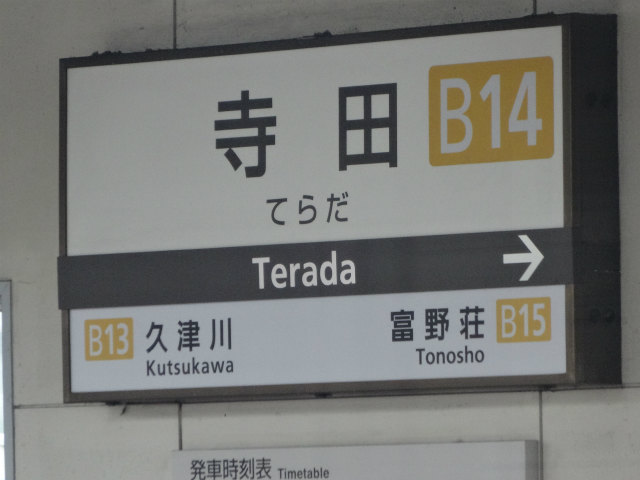 寺田 B14
てらだ
Terada →
B13 久津川 富野荘 B15
Kutsukawa Tonosho
発車時刻表 Timetable